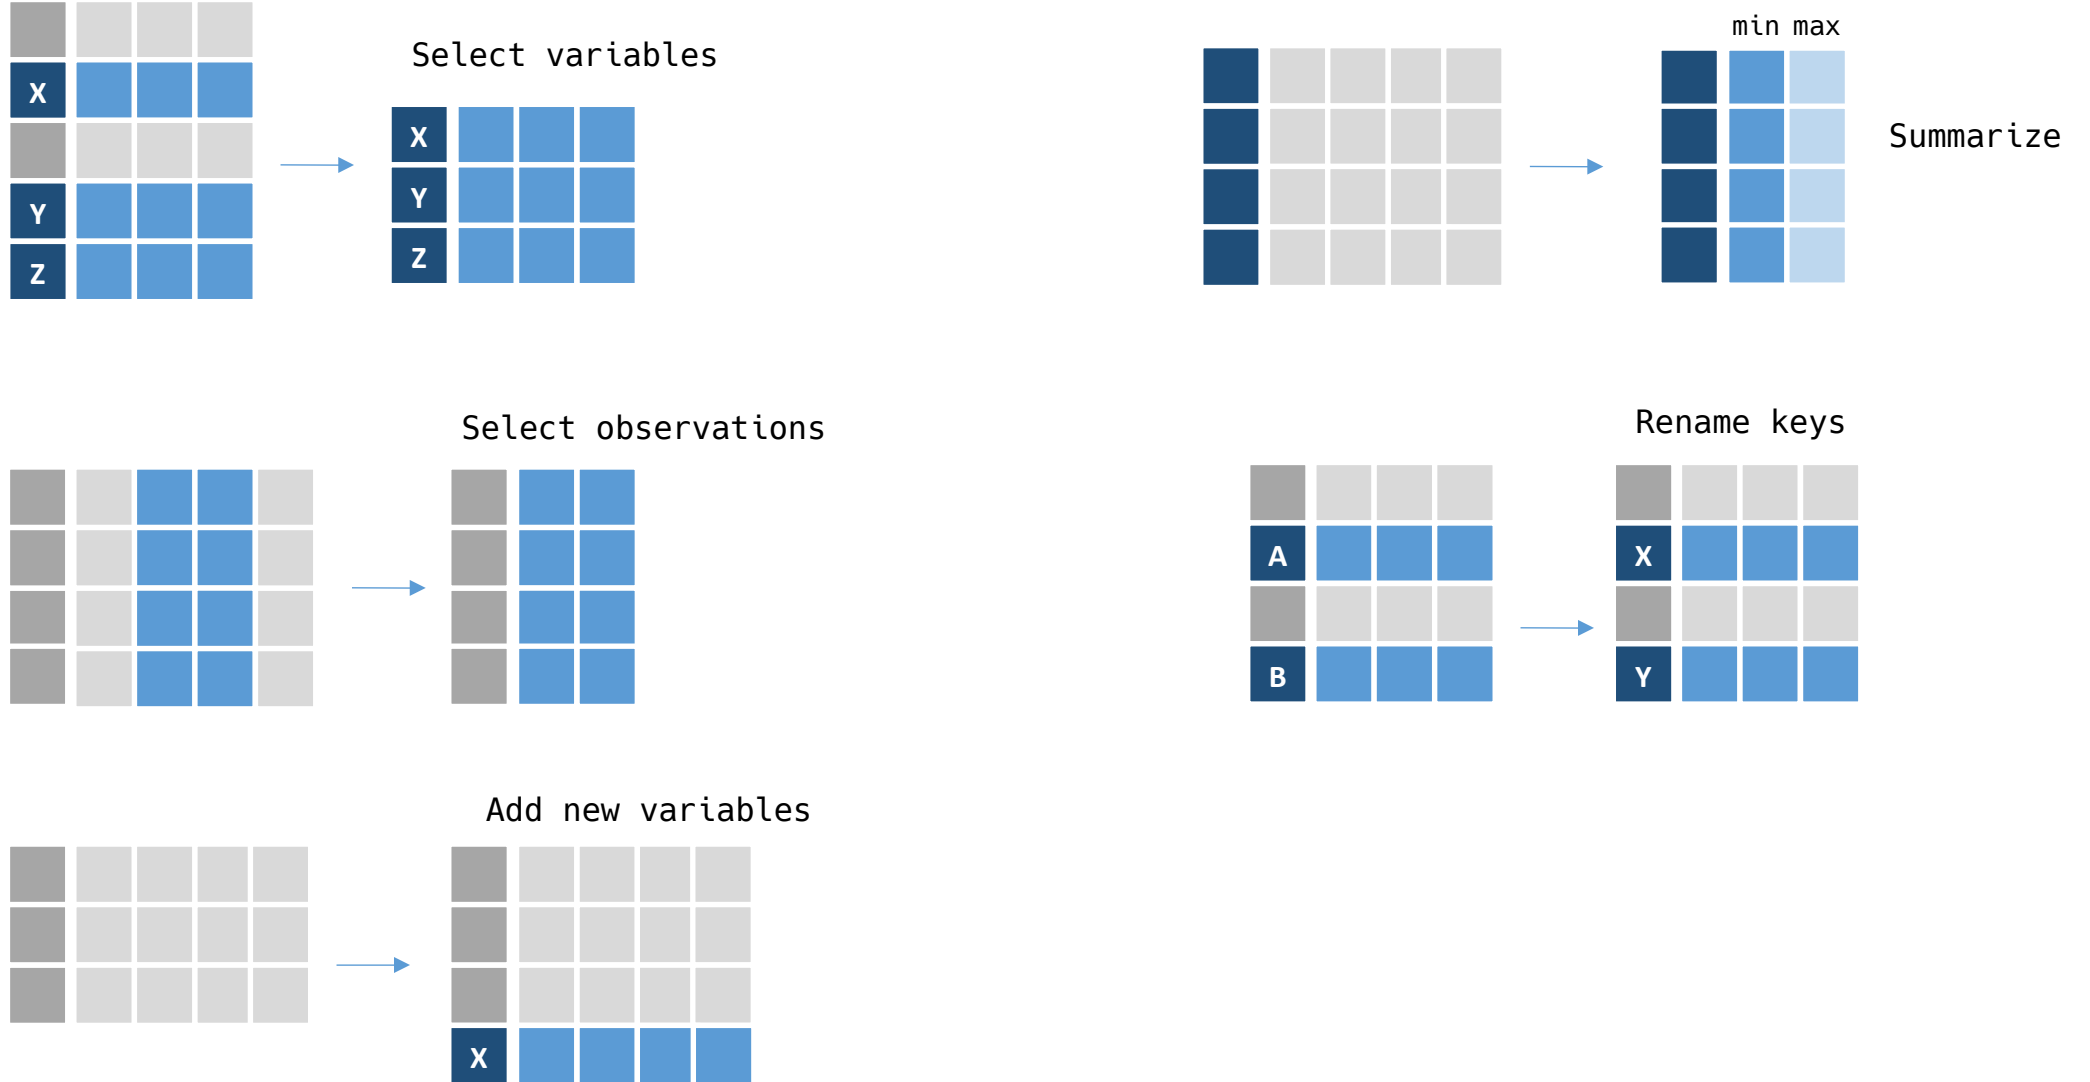 Select variables
X
Y
Z
X
Y
Z
min max
Summarize
Select observations
Rename keys
A
B
X
Y
Add new variables
X